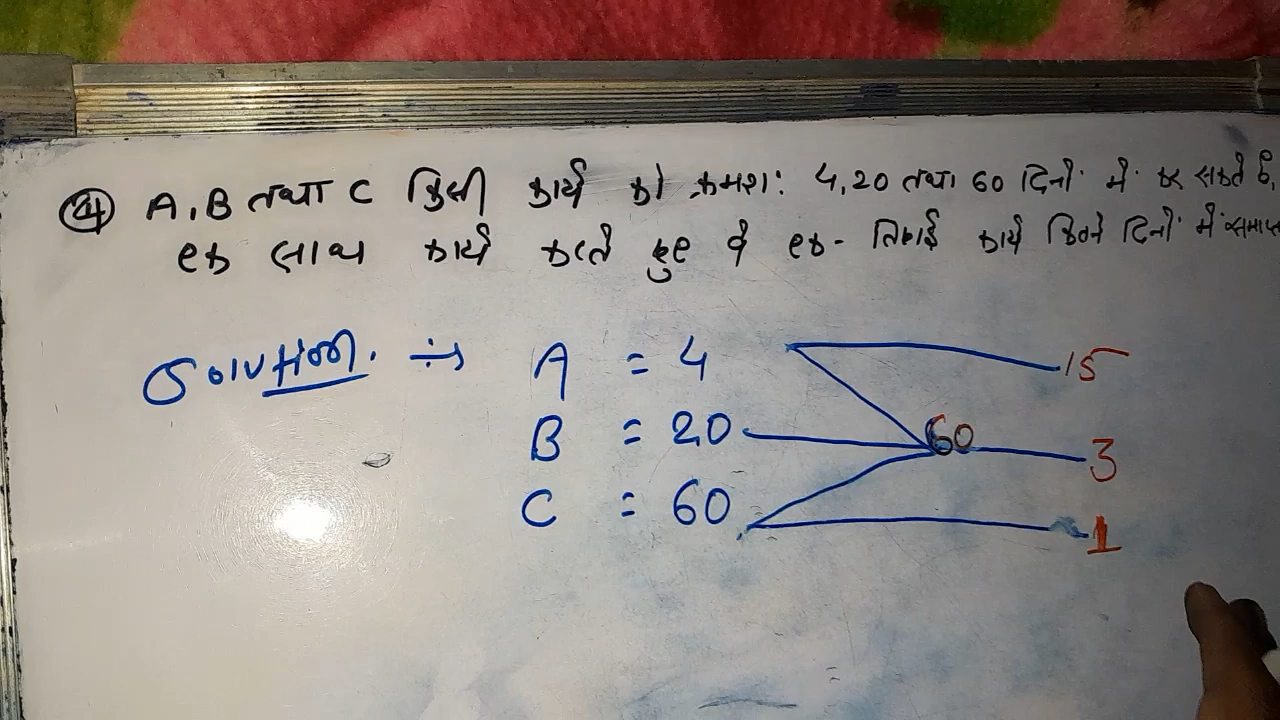 ④ A, B तथा C किसी कार्य को क्रमशः 4, 20 तथा 60 दिनों में कर सकते है,
एक साथ कार्य करते हुए वे एक - तिहाई कार्य कितने दिनों में समाप्त
Solution. ÷→ A = 4 15
B = 20 60 3
C = 60 1